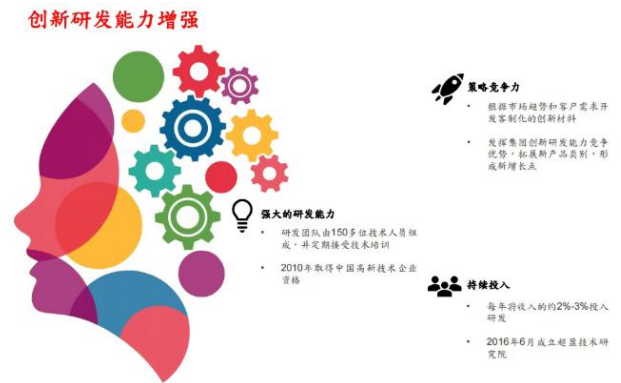 创新研发能力增强
强大的研发能力
• 研发团队由150多位技术人员组
成，并定期接受技术培训
• 2010年取得中国高新技术企业
资格
策略竞争力
• 根据市场趋势和客户需求开
发客制化的创新材料
• 发挥集团创新研发能力竞争
优势，拓展新产品类别，形
成新增长点
持续投入
• 每年将收入的约2%-3%投入
研发
• 2016年6月成立超盈技术研
究院